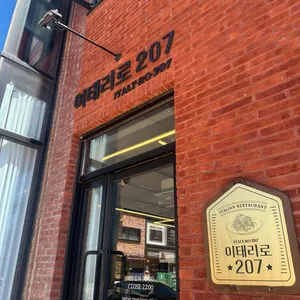 이태리로 207
ITALY·RO·207
CLOSE 22:00
ITALIAN RESTAURANT
ITALY·RO·207
이태리로
★ 207 ★